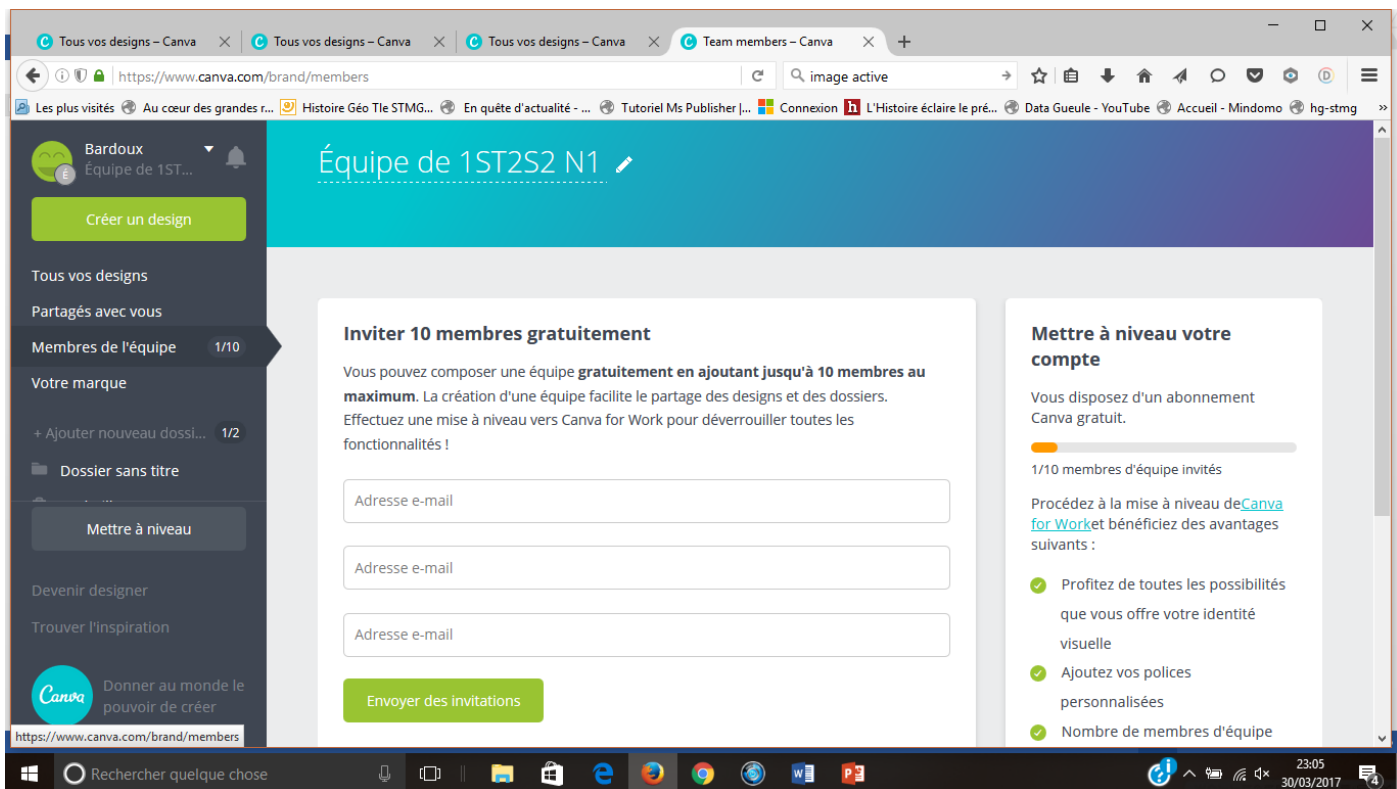 Tous vos designs – Canva
Tous vos designs – Canva
Tous vos designs – Canva
Team members – Canva
https://www.canva.com/brand/members
image active
Les plus visités
Au cœur des grandes r...
Histoire Géo Tle STMG...
En quête d'actualité - ...
Tutoriel Ms Publisher |...
Connexion
h L'Histoire éclaire le pré...
Data Gueule - YouTube
Accueil - Mindomo
hg-stmg
Bardoux
É
Équipe de 1ST...
Créer un design
Tous vos designs
Partagés avec vous
Membres de l'équipe 1/10
Votre marque
+ Ajouter nouveau dossi... 1/2
Dossier sans titre
Mettre à niveau
Devenir designer
Trouver l'inspiration
Canva
Donner au monde le
pouvoir de créer
https://www.canva.com/brand/members
Équipe de 1ST2S2 N1
Inviter 10 membres gratuitement
Vous pouvez composer une équipe gratuitement en ajoutant jusqu'à 10 membres au
maximum. La création d'une équipe facilite le partage des designs et des dossiers.
Effectuez une mise à niveau vers Canva for Work pour déverrouiller toutes les
fonctionnalités !
Adresse e-mail
Adresse e-mail
Adresse e-mail
Envoyer des invitations
Mettre à niveau votre
compte
Vous disposez d'un abonnement
Canva gratuit.
1/10 membres d'équipe invités
Procédez à la mise à niveau deCanva
for Worket bénéficiez des avantages
suivants :
Profitez de toutes les possibilités
que vous offre votre identité
visuelle
Ajoutez vos polices
personnalisées
Nombre de membres d'équipe
Rechercher quelque chose
23:05
30/03/2017
4